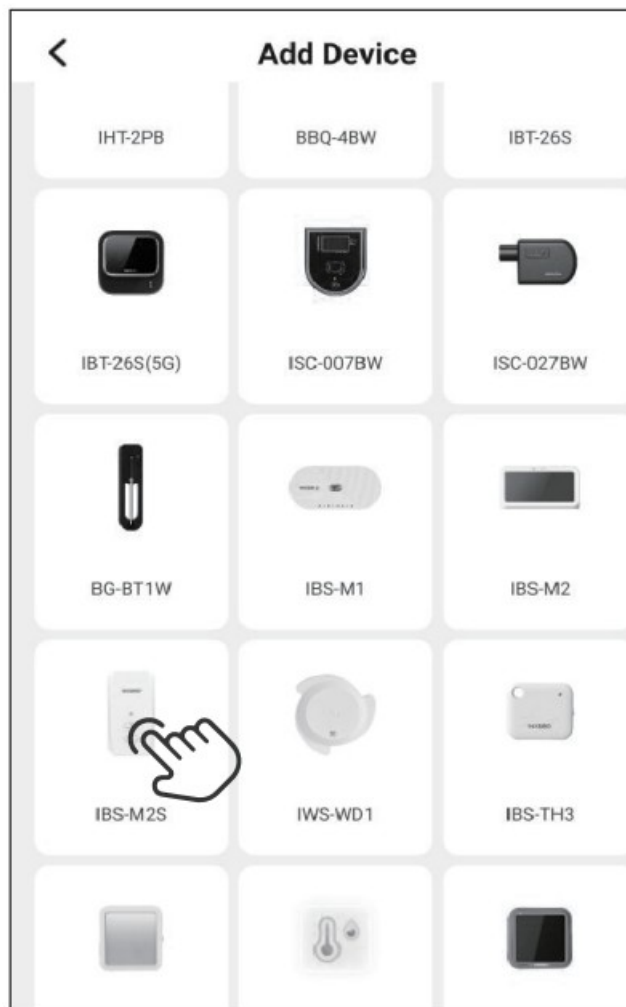 Add Device
IHT-2PB BBQ-4BW IBT-26S
IBT-26S(5G) ISC-007BW ISC-027BW
BG-BT1W IBS-M1 IBS-M2
IBS-M2S IWS-WD1 IBS-TH3